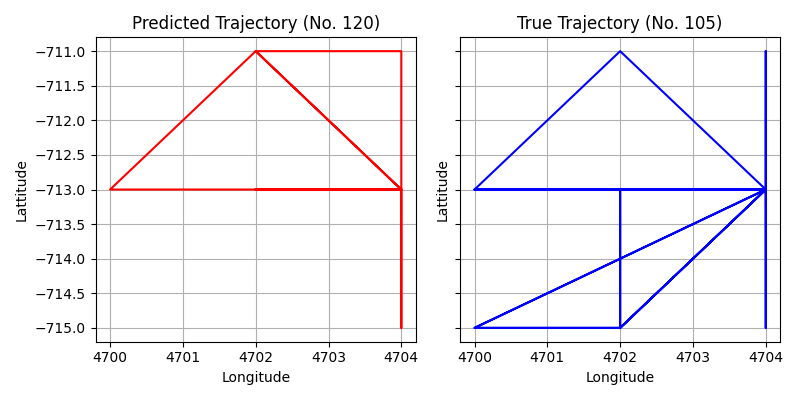 Predicted Trajectory (No. 120)
True Trajectory (No. 105)
−711.0
−711.5
−712.0
−712.5
−713.0
−713.5
−714.0
−714.5
−715.0
Lattitude
Lattitude
4700 4701 4702 4703 4704
4700 4701 4702 4703 4704
Longitude
Longitude